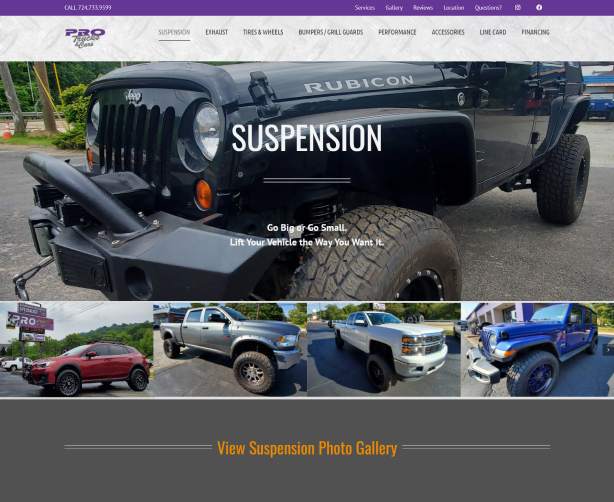 CALL 724.733.9599
Services
Gallery
Reviews
Location
Questions?
PRO
Trucks
& Cars
SUSPENSION
EXHAUST
TIRES & WHEELS
BUMPERS / GRILL GUARDS
PERFORMANCE
ACCESSORIES
LINE CARD
FINANCING
Jeep
RUBICON
SUSPENSION
Go Big or Go Small.
Lift Your Vehicle the Way You Want It.
PRO
View Suspension Photo Gallery